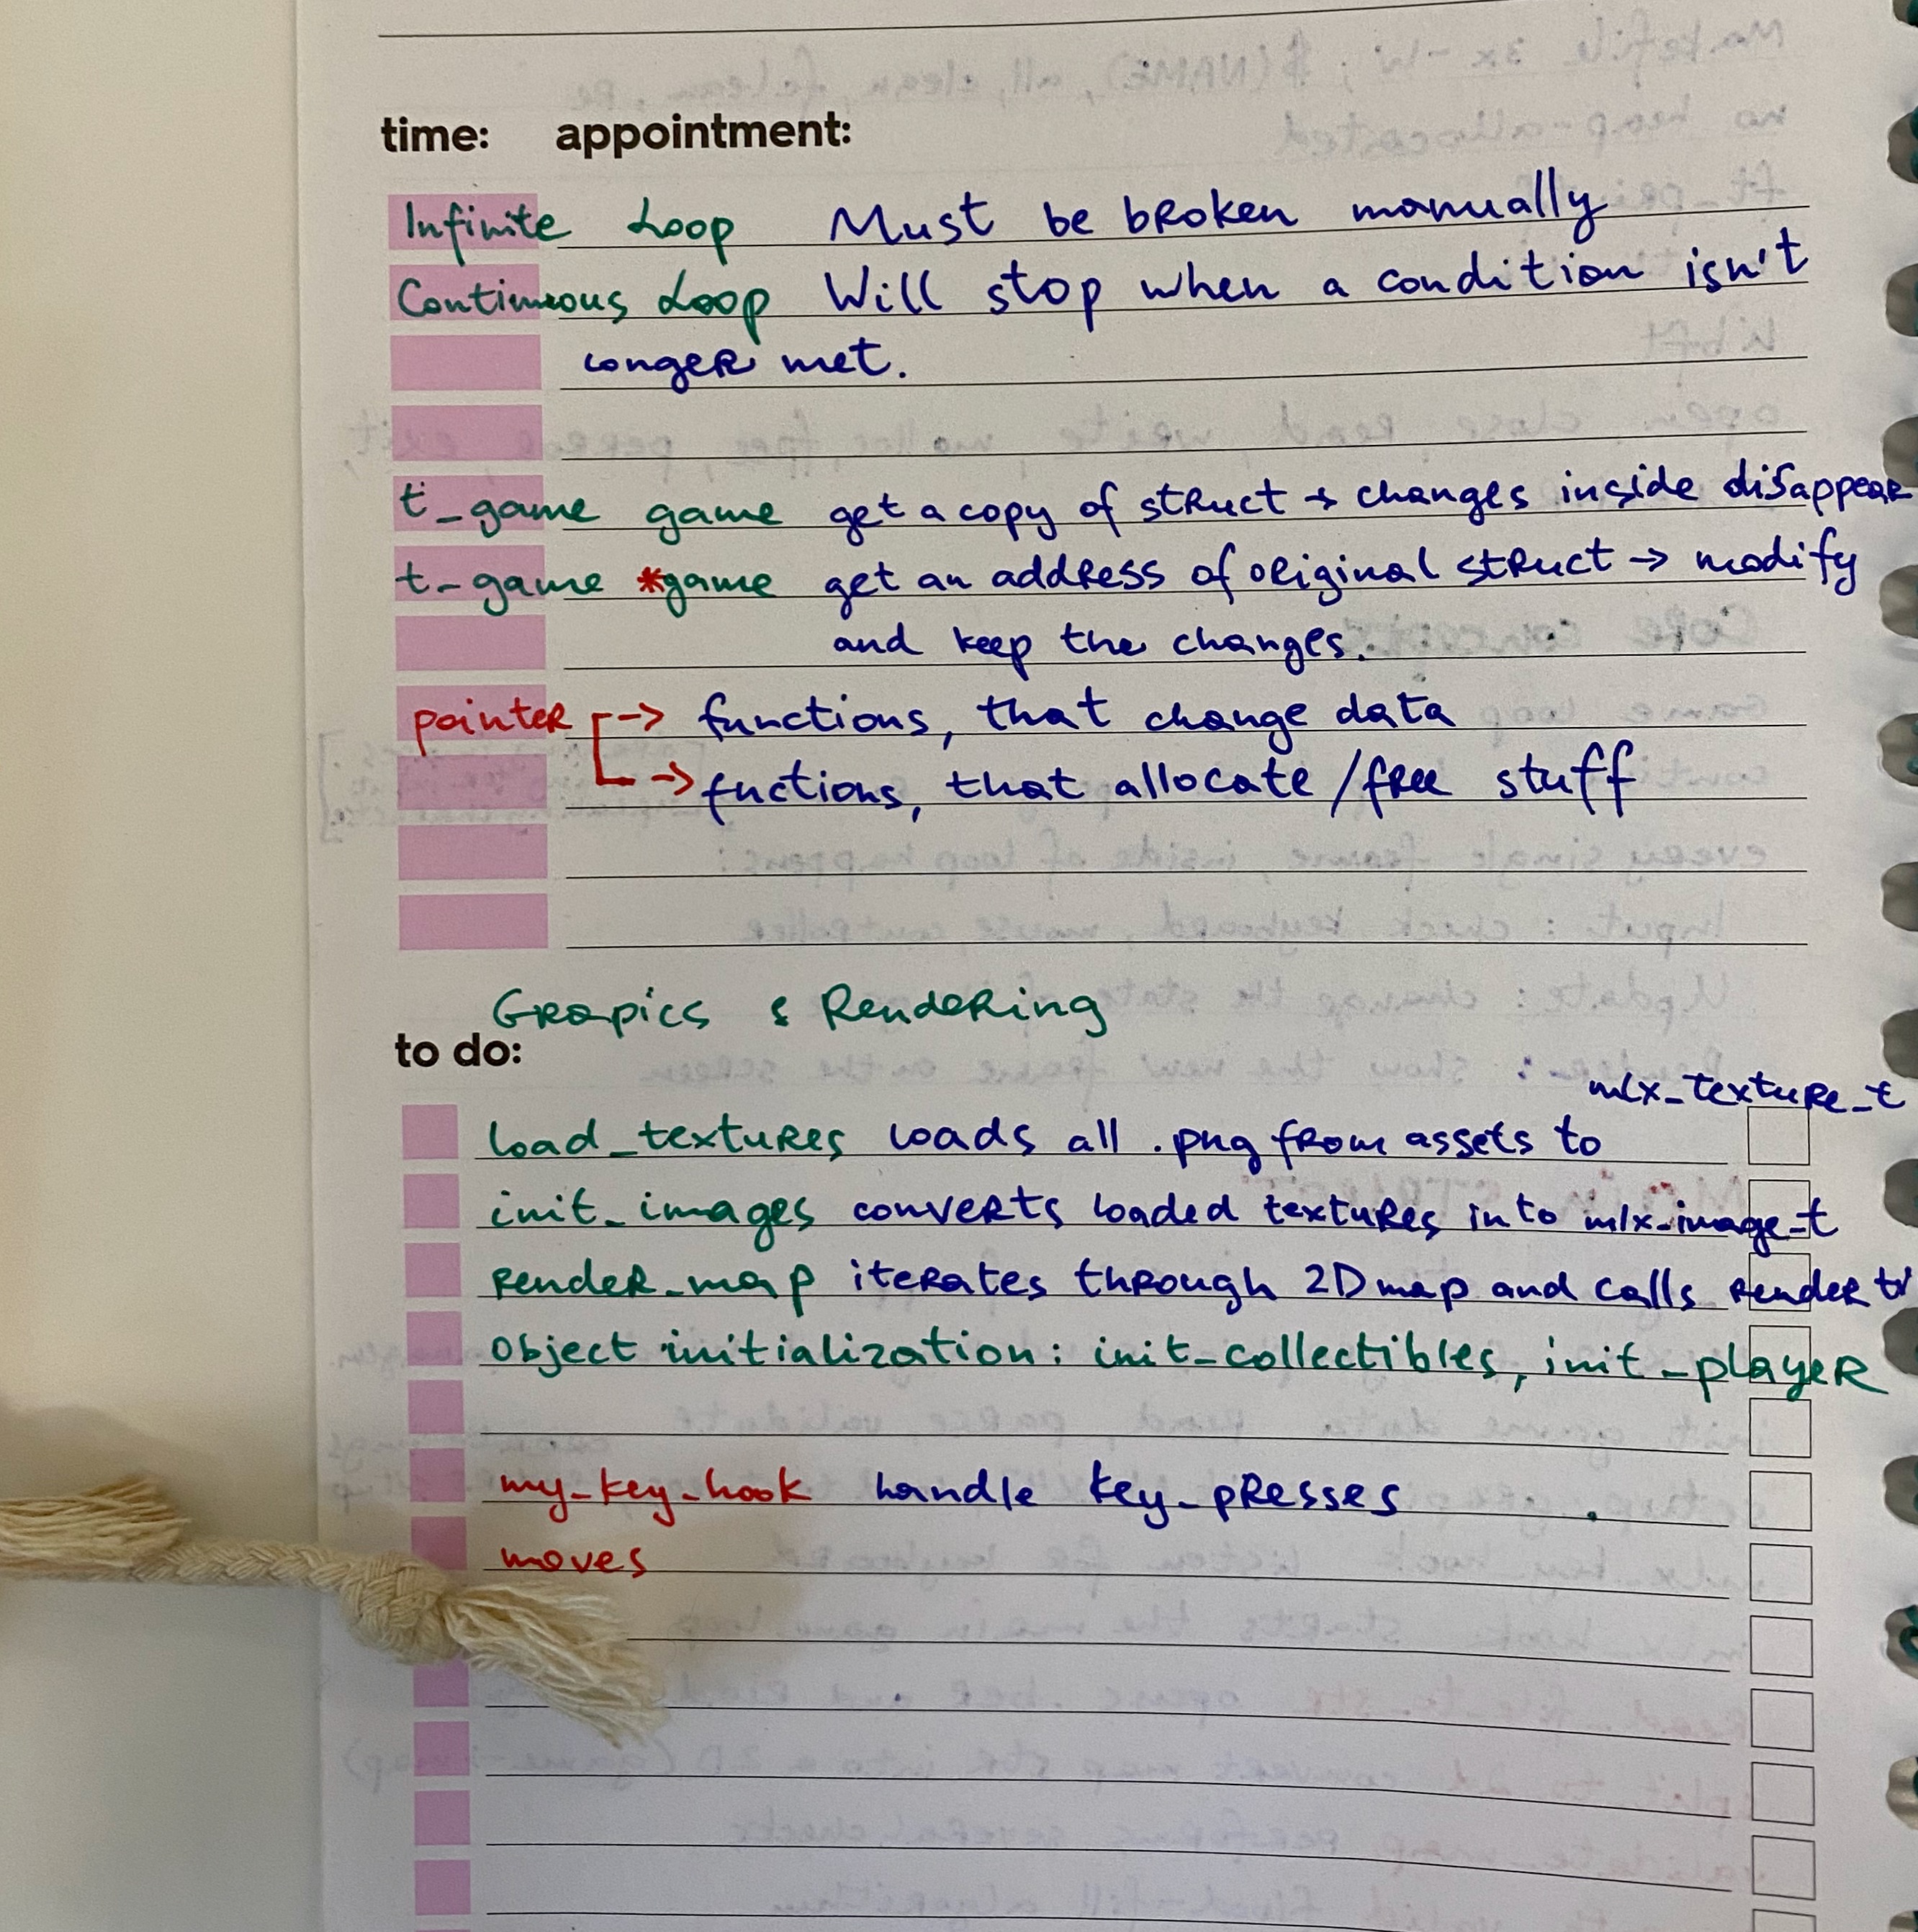 time: appointment:
Infinite Loop Must be broken manually
Continuous Loop Will stop when a condition isn't
longer met.
t_game game get a copy of struct → changes inside disappear
t_game *game get an address of original struct → modify
and keep the changes.
pointer → functions, that change data
→ fuctions, that allocate/free stuff
Grapics & Rendering
to do:
mlx_texture_t
load_textures loads all .png from assets to
init_images converts loaded textures into mlx_image_t
render_map iterates through 2D map and calls render
object initialization: init_collectibles, init_player
my_key_hook handle key_presses
moves